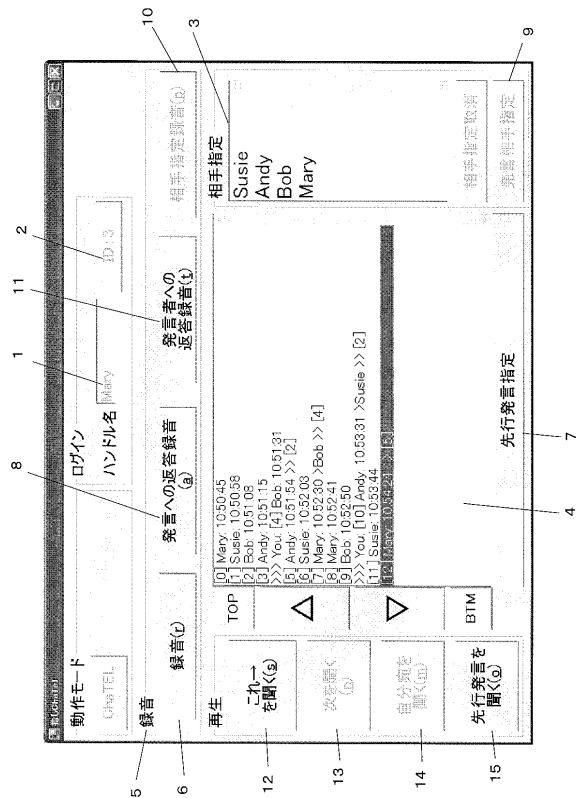 動作モード
ChaTEL
ログイン
ハンドル名 Mary ID:3
録音
録音(r)
発言への返答録音
(a)
発言者への
返答録音(t)
相手指定録音(p)
再生
これ→
を聞く(s)
次を聞く
(n)
自分宛を
聞く(m)
先行発言を
聞く(o)
TOP
△
▽
BTM
[0] Mary: 10:50:45
[1] Susie: 10:50:58
[2] Bob: 10:51:08
[3] Andy: 10:51:15
>>> You: [4] Bob: 10:51:31
[5] Andy: 10:51:54 >> [2]
[6] Susie: 10:52:03
[7] Mary: 10:52:30 >Bob >> [4]
[8] Mary: 10:52:41
[9] Bob: 10:52:50
>>> You: [10] Andy: 10:53:31 >Susie >> [2]
[11] Susie: 10:53:44
[12] Mary: 10:54:21
先行発言指定
相手指定
Susie
Andy
Bob
Mary
相手指定取消
発言相手指定
1
2
3
4
5
6
7
8
9
10
11
12
13
14
15